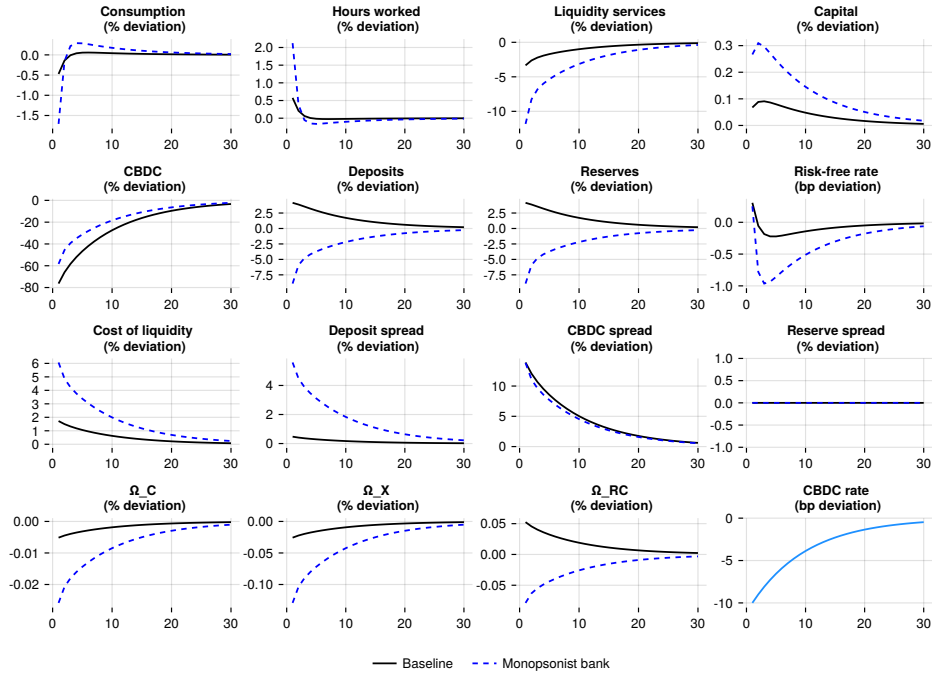 Consumption
(% deviation)
0.0
-0.5
-1.0
-1.5
0 10 20 30
Hours worked
(% deviation)
2.0
1.5
1.0
0.5
0.0
0 10 20 30
Liquidity services
(% deviation)
0
-5
-10
0 10 20 30
Capital
(% deviation)
0.3
0.2
0.1
0.0
0 10 20 30
CBDC
(% deviation)
0
-20
-40
-60
-80
0 10 20 30
Deposits
(% deviation)
2.5
0.0
-2.5
-5.0
-7.5
0 10 20 30
Reserves
(% deviation)
2.5
0.0
-2.5
-5.0
-7.5
0 10 20 30
Risk-free rate
(bp deviation)
0.0
-0.5
-1.0
0 10 20 30
Cost of liquidity
(% deviation)
6
5
4
3
2
1
0
0 10 20 30
Deposit spread
(% deviation)
4
2
0
0 10 20 30
CBDC spread
(% deviation)
10
5
0
0 10 20 30
Reserve spread
(% deviation)
1.0
0.5
0.0
-0.5
-1.0
0 10 20 30
Ω_C
(% deviation)
0.00
-0.01
-0.02
0 10 20 30
Ω_X
(% deviation)
0.00
-0.05
-0.10
0 10 20 30
Ω_RC
(% deviation)
0.05
0.00
-0.05
0 10 20 30
CBDC rate
(bp deviation)
0
-5
-10
0 10 20 30
Baseline Monopsonist bank